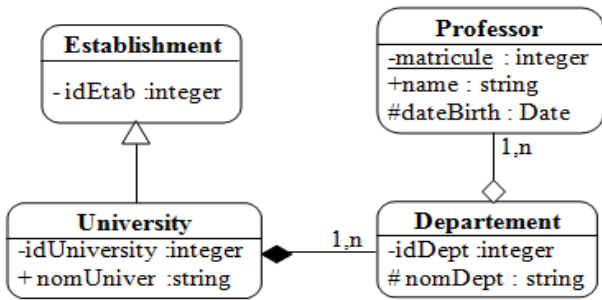 Establishment
- idEtab :integer
Professor
-matricule : integer
+name : string
#dateBirth : Date
1,n
University
-idUniversity :integer
+ nomUniver :string
1,n
Departement
-idDept :integer
# nomDept : string